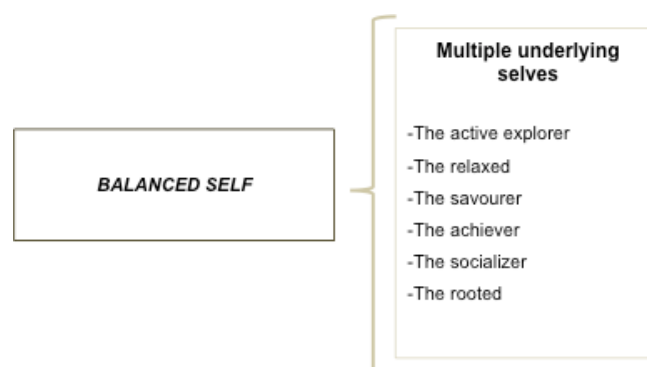 BALANCED SELF
Multiple underlying
selves
-The active explorer
-The relaxed
-The savourer
-The achiever
-The socializer
-The rooted